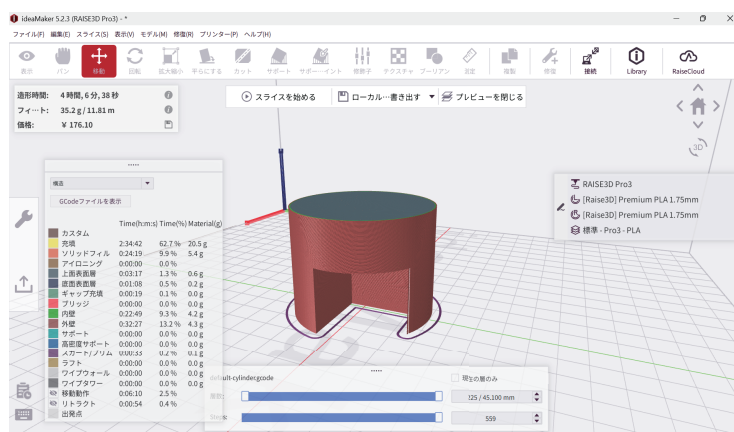 ideaMaker 5.2.3 (RAISE3D Pro3) - *
ファイル(F) 編集(E) スライス(S) 表示(V) モデル(M) 修復(R) プリンター(P) ヘルプ(H)
表示 パン 移動 回転 拡大縮小 平らにする カット サポート サポー…イント 修飾子 テクスチャ ブーリアン 測定 複製 修復 接続 Library RaiseCloud
造形時間: 4 時間, 6 分, 38 秒
フィ…ト: 35.2 g / 11.81 m
価格: ¥ 176.10
スライスを始める ローカル…書き出す ▼ プレビューを閉じる
3D
RAISE3D Pro3
[Raise3D] Premium PLA 1.75mm
[Raise3D] Premium PLA 1.75mm
標準 - Pro3 - PLA
構造
GCodeファイルを表示
Time(h:m:s) Time(%) Material(g)
カスタム
充填 2:34:42 62.7 % 20.5 g
ソリッドフィル 0:24:19 9.9 % 5.4 g
アイロニング 0:00:00 0.0 %
上面表面層 0:03:17 1.3 % 0.6 g
底面表面層 0:01:08 0.5 % 0.2 g
ギャップ充填 0:00:19 0.1 % 0.0 g
ブリッジ 0:00:00 0.0 % 0.0 g
内壁 0:22:49 9.3 % 4.2 g
外壁 0:32:27 13.2 % 4.3 g
サポート 0:00:00 0.0 % 0.0 g
高密度サポート 0:00:00 0.0 % 0.0 g
スカート/ブリム 0:00:33 0.2 % 0.1 g
ラフト 0:00:00 0.0 % 0.0 g
ワイプウォール 0:00:00 0.0 % 0.0 g
ワイプタワー 0:00:00 0.0 % 0.0 g
移動動作 0:06:10 2.5 %
リトラクト 0:00:54 0.4 %
出発点
default-cylinder.gcode
現在の層のみ
125 / 45.100 mm
559